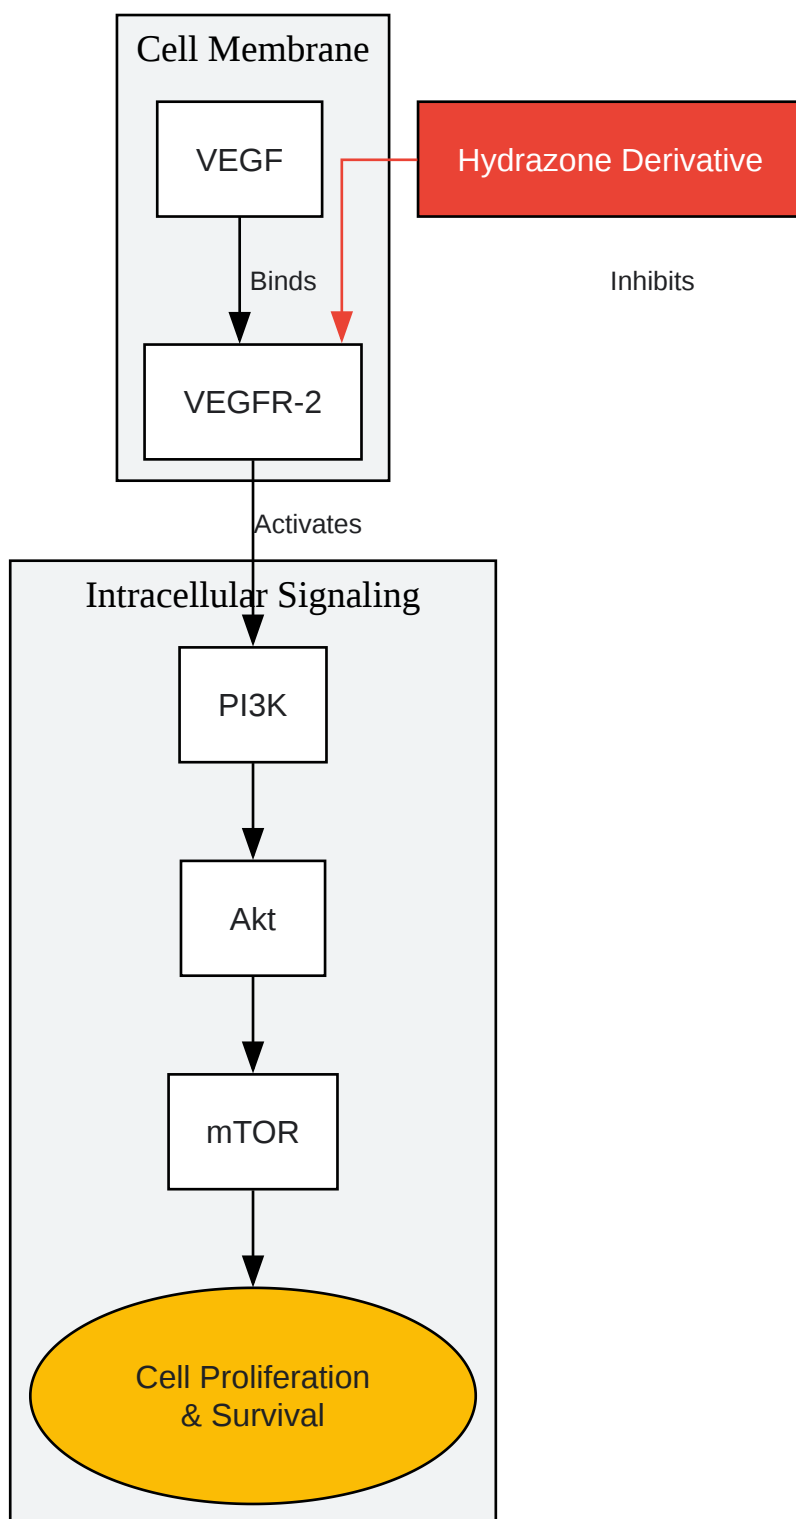 Cell Membrane
VEGF
Hydrazone Derivative
Binds
Inhibits
VEGFR-2
Activates
Intracellular Signaling
PI3K
Akt
mTOR
Cell Proliferation
& Survival